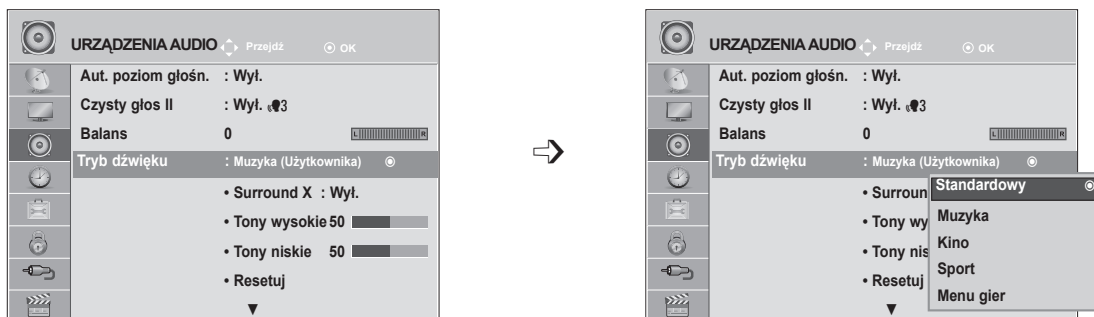 URZĄDZENIA AUDIO Przejdź OK
Aut. poziom głośn. : Wył.
Czysty głos II : Wył. 3
Balans 0 L R
Tryb dźwięku : Muzyka (Użytkownika)
• Surround X : Wył.
• Tony wysokie 50
• Tony niskie 50
• Resetuj
▼
URZĄDZENIA AUDIO Przejdź OK
Aut. poziom głośn. : Wył.
Czysty głos II : Wył. 3
Balans 0 L R
Tryb dźwięku : Muzyka (Użytkownika)
• Surroun
• Tony wy
• Tony nis
• Resetuj
▼
Standardowy
Muzyka
Kino
Sport
Menu gier